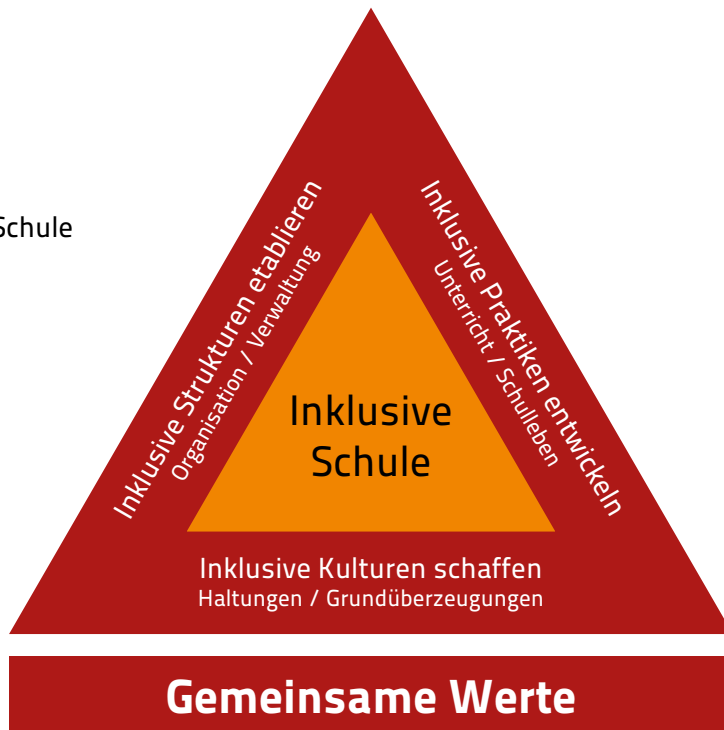 Schule
Inklusive Strukturen etablieren
Organisation / Verwaltung
Inklusive Praktiken entwickeln
Unterricht / Schulleben
Inklusive
Schule
Inklusive Kulturen schaffen
Haltungen / Grundüberzeugungen
Gemeinsame Werte